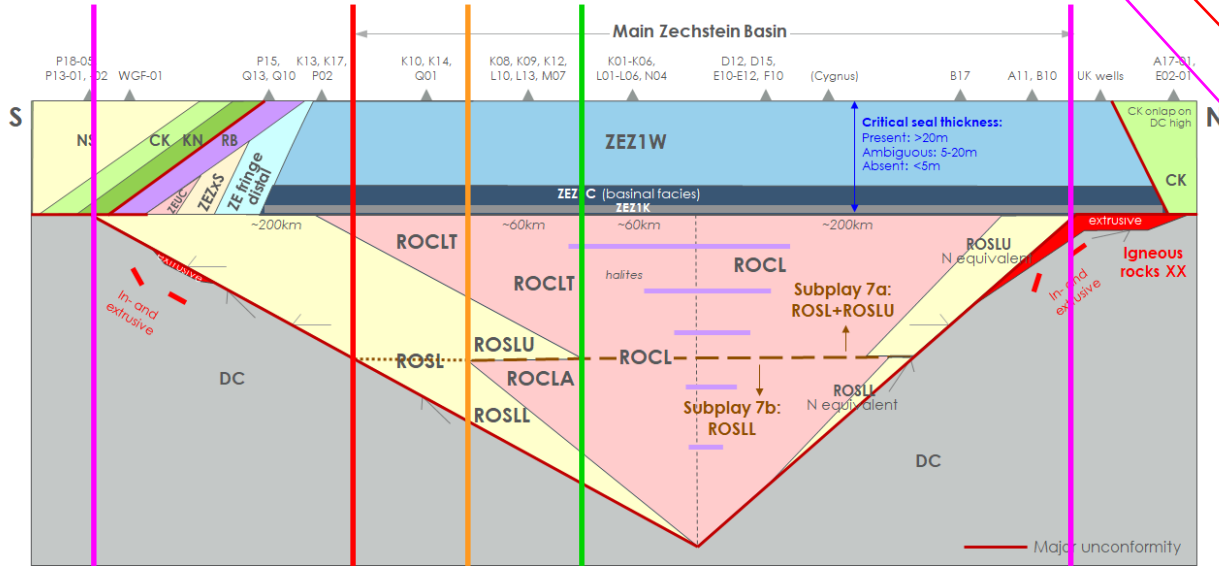 Main Zechstein Basin
P18-05,
P13-01, -02
WGF-01
P15,
Q13, Q10
K13, K17,
P02
K10, K14,
Q01
K08, K09, K12,
L10, L13, M07
K01-K06,
L01-L06, N04
D12, D15,
E10-E12, F10
(Cygnus)
B17
A11, B10
UK wells
A17-01,
E02-01
S
N
NS
CK
KN
RB
ZEUC
ZEZxS
ZE fringe
distal
ZEZ1W
Critical seal thickness:
Present: >20m
Ambiguous: 5-20m
Absent: <5m
CK onlap on
DC high
CK
(basinal facies)
ZEZ1K
~200km
~60km
~60km
~200km
extrusive
ROCLT
ROCLT
halites
ROCL
ROSLU
N equivalent
Igneous
rocks XX
extrusive
In- and
extrusive
In- and
extrusive
Subplay 7a:
ROSL+ROSLU
ROSL
ROSLU
ROCL
ROCLA
ROSLL
ROSLL
N equivalent
Subplay 7b:
ROSLL
DC
DC
Major unconformity